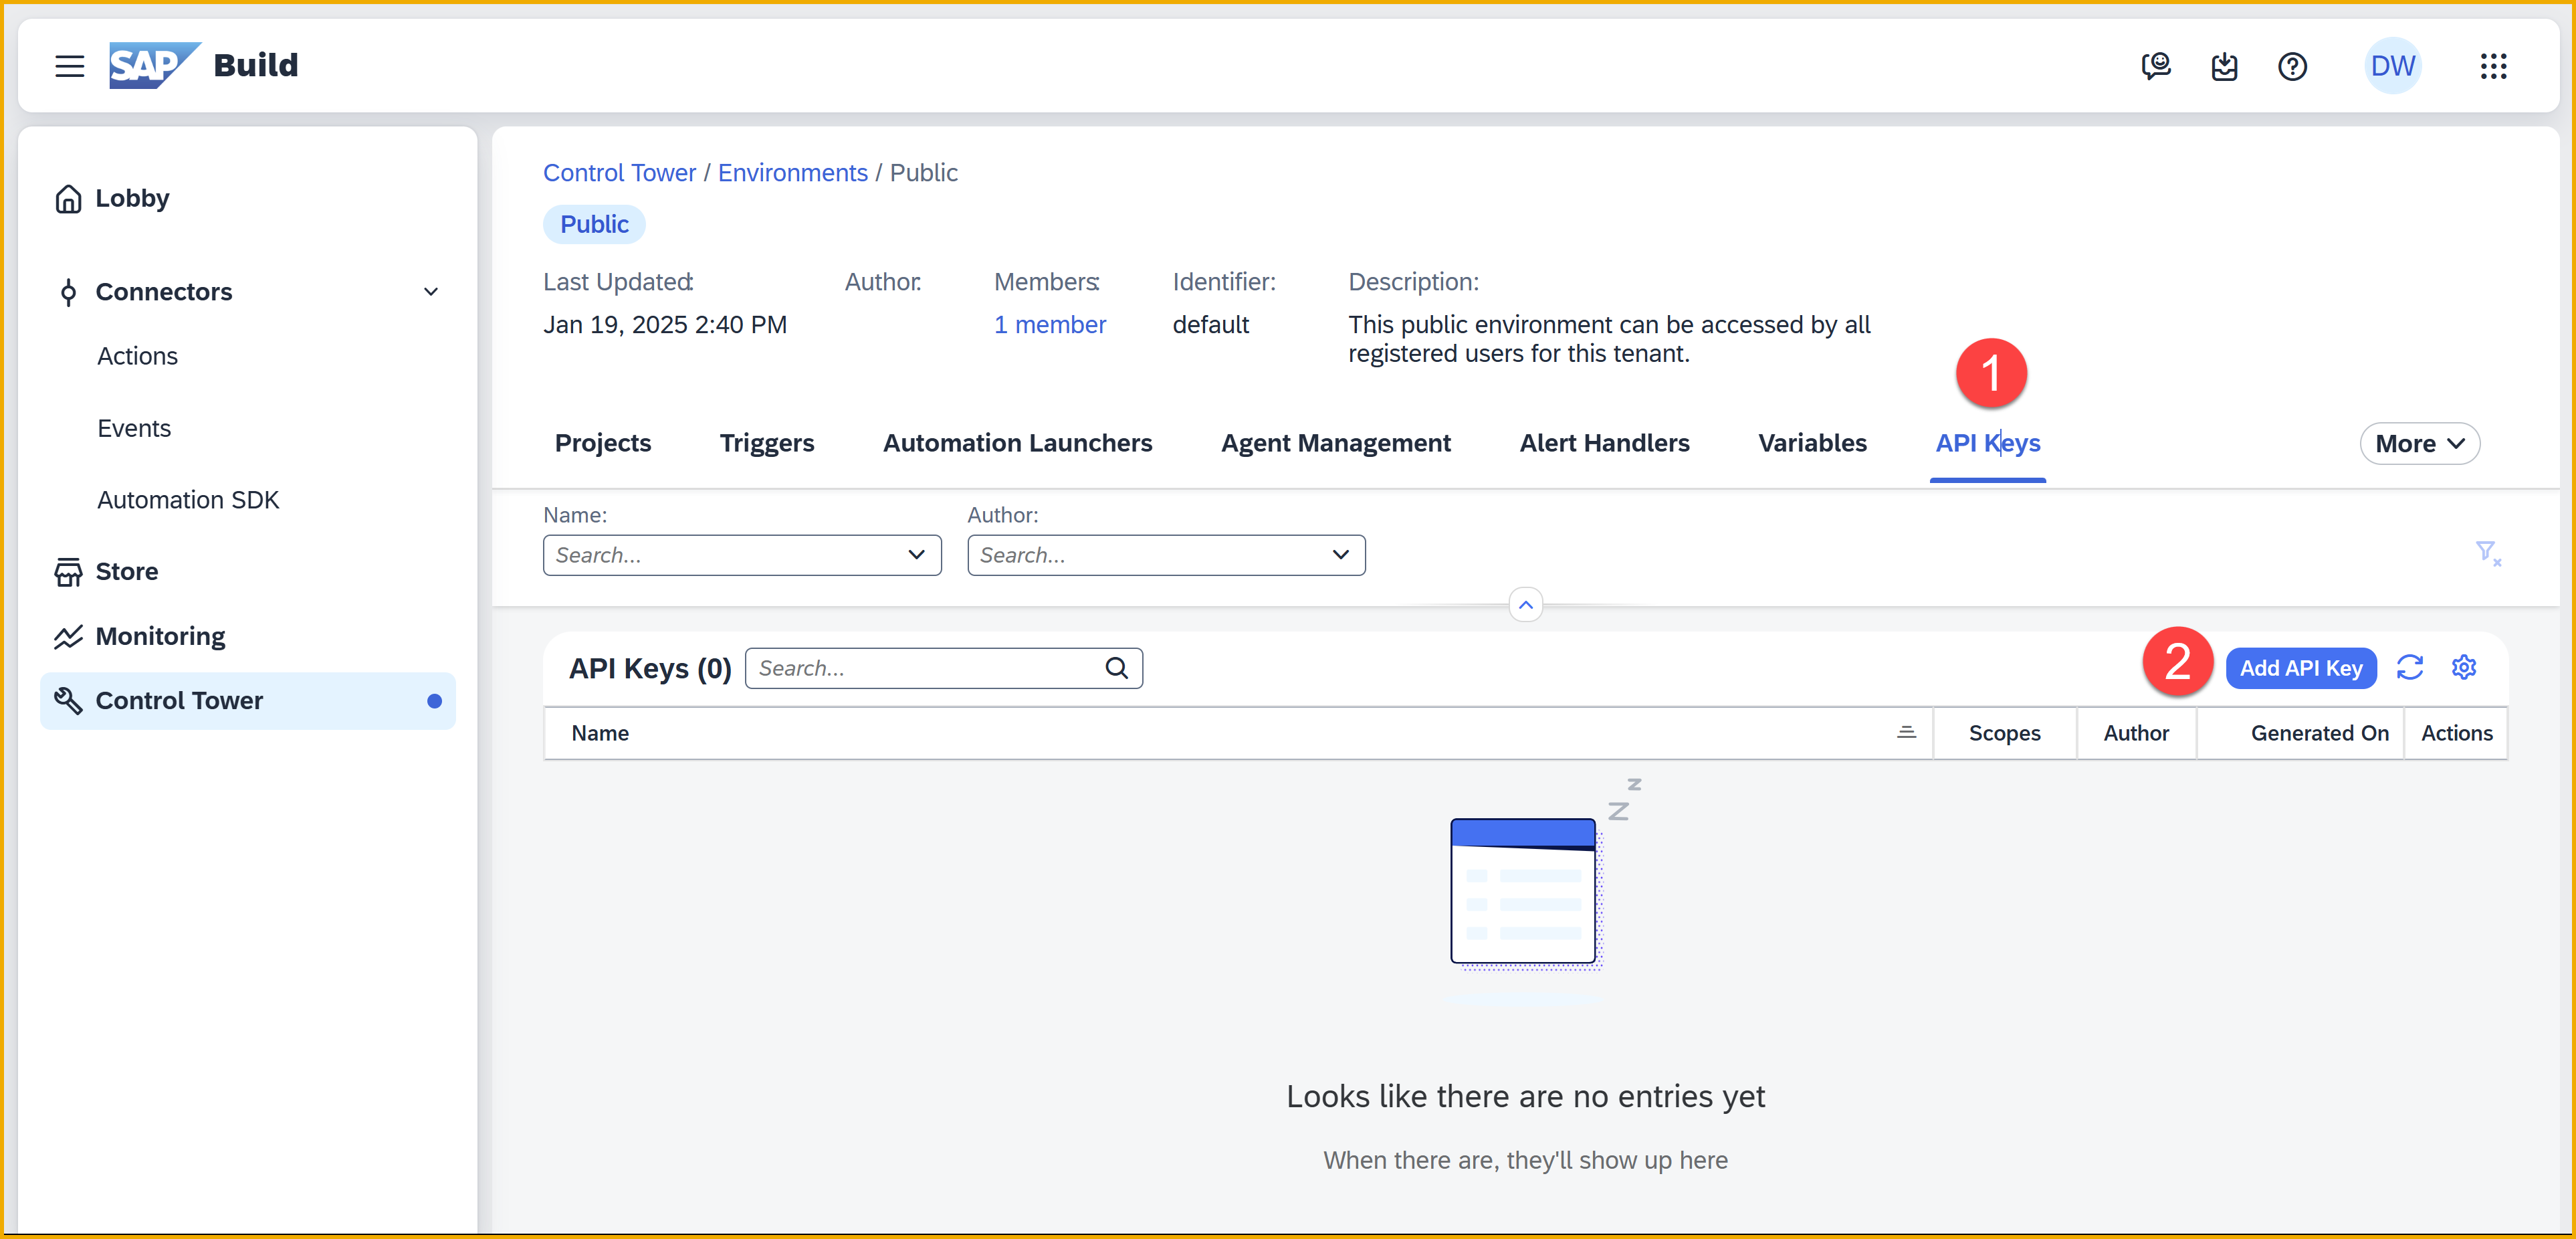 SAP Build
DW
Lobby
Connectors
Actions
Events
Automation SDK
Store
Monitoring
Control Tower
Control Tower / Environments / Public
Public
Last Updated: Author: Members: Identifier: Description:
Jan 19, 2025 2:40 PM 1 member default This public environment can be accessed by all
registered users for this tenant.
1
Projects Triggers Automation Launchers Agent Management Alert Handlers Variables API Keys More
Name: Author:
Search... Search...
API Keys (0) Search... 2 Add API Key
Name Scopes Author Generated On Actions
z
Z
Looks like there are no entries yet
When there are, they'll show up here